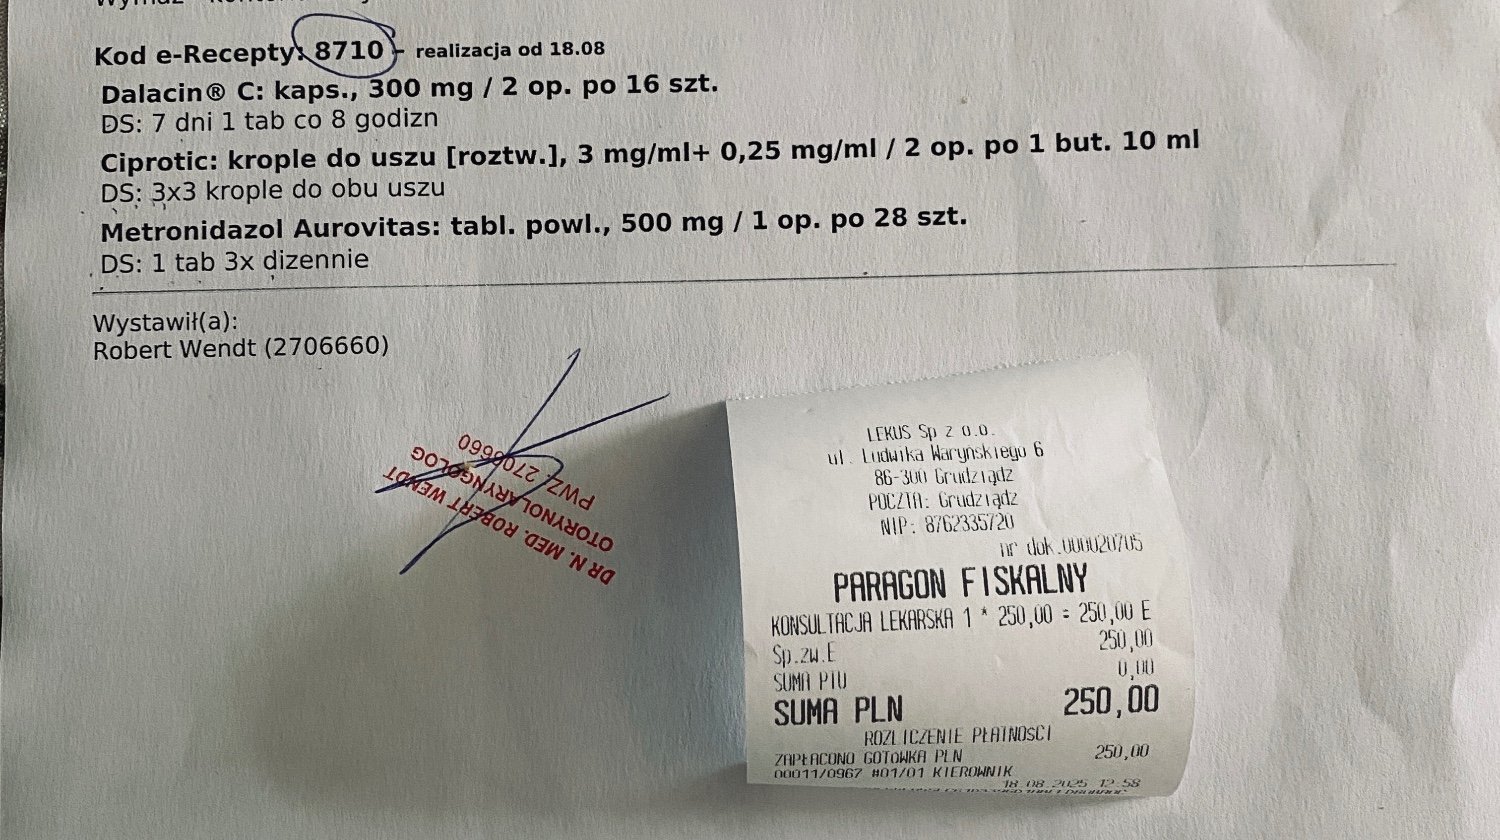 Kod e-Recepty: 8710 - realizacja od 18.08
Dalacin® C: kaps., 300 mg / 2 op. po 16 szt.
DS: 7 dni 1 tab co 8 godizn
Ciprotic: krople do uszu [roztw.], 3 mg/ml+ 0,25 mg/ml / 2 op. po 1 but. 10 ml
DS: 3x3 krople do obu uszu
Metronidazol Aurovitas: tabl. powl., 500 mg / 1 op. po 28 szt.
DS: 1 tab 3x dizennie
Wystawił(a):
Robert Wendt (2706660)
DR N. MED. ROBERT WENDT
OTORYNOLARYNGOLOG
PWZ 2706660
LEKUS Sp z o.o.
ul. Ludwika Waryńskiego 6
86-300 Grudziądz
POCZTA: Grudziądz
NIP: 8762335720
nr dok.000020705
PARAGON FISKALNY
KONSULTACJA LEKARSKA 1 * 250,00 = 250,00 E
Sp.zw.E 250,00
SUMA PTU 0,00
SUMA PLN 250,00
ROZLICZENIE PŁATNOŚCI
ZAPŁACONO GOTÓWKA PLN 250,00
00011/0967 #01/01 KIEROWNIK
18.08.2025 12:58